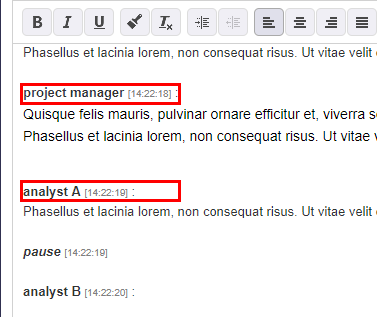 B I U
Phasellus et lacinia lorem, non consequat risus. Ut vitae velit
project manager [14:22:18] :
Quisque felis mauris, pulvinar ornare efficitur et, viverra s
Phasellus et lacinia lorem, non consequat risus. Ut vitae v
analyst A [14:22:19] :
Phasellus et lacinia lorem, non consequat risus. Ut vitae velit
pause [14:22:19]
analyst B [14:22:20] :